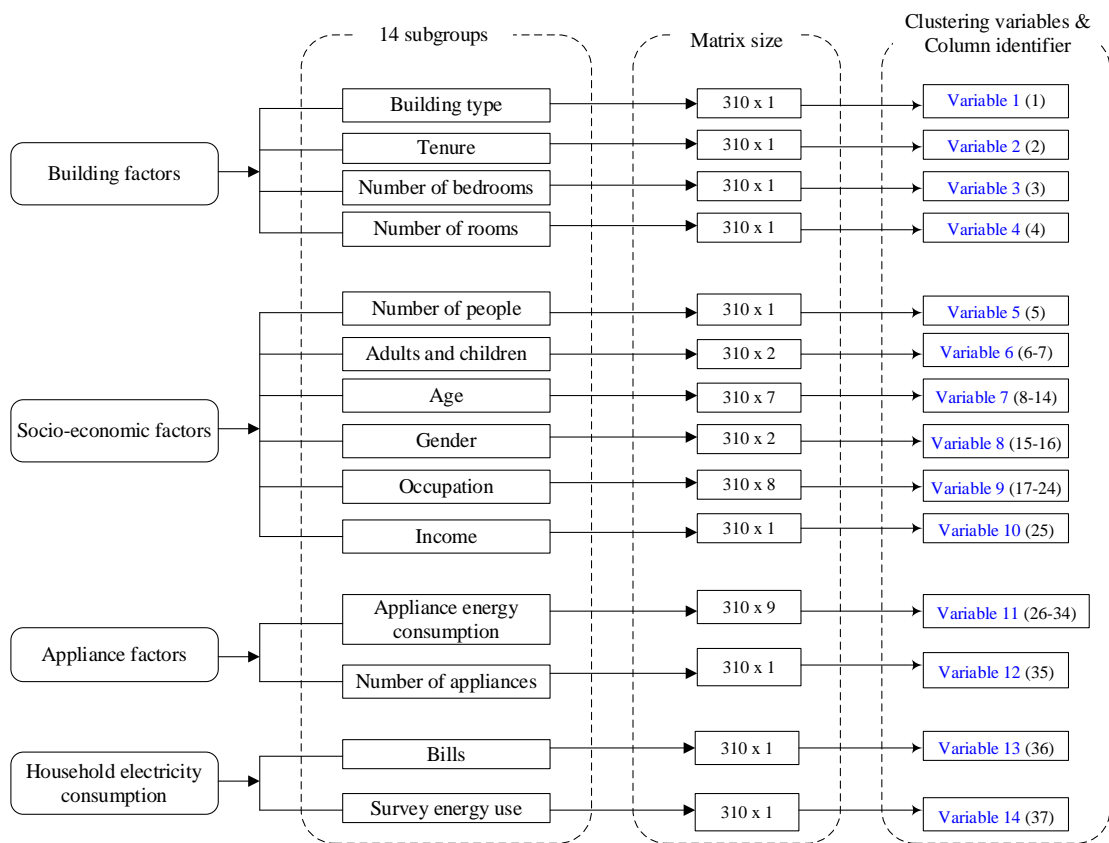 14 subgroups
Matrix size
Clustering variables &
Column identifier
Building factors
Building type
310 x 1
Variable 1 (1)
Tenure
310 x 1
Variable 2 (2)
Number of bedrooms
310 x 1
Variable 3 (3)
Number of rooms
310 x 1
Variable 4 (4)
Socio-economic factors
Number of people
310 x 1
Variable 5 (5)
Adults and children
310 x 2
Variable 6 (6-7)
Age
310 x 7
Variable 7 (8-14)
Gender
310 x 2
Variable 8 (15-16)
Occupation
310 x 8
Variable 9 (17-24)
Income
310 x 1
Variable 10 (25)
Appliance factors
Appliance energy
consumption
310 x 9
Variable 11 (26-34)
Number of appliances
310 x 1
Variable 12 (35)
Household electricity
consumption
Bills
310 x 1
Variable 13 (36)
Survey energy use
310 x 1
Variable 14 (37)